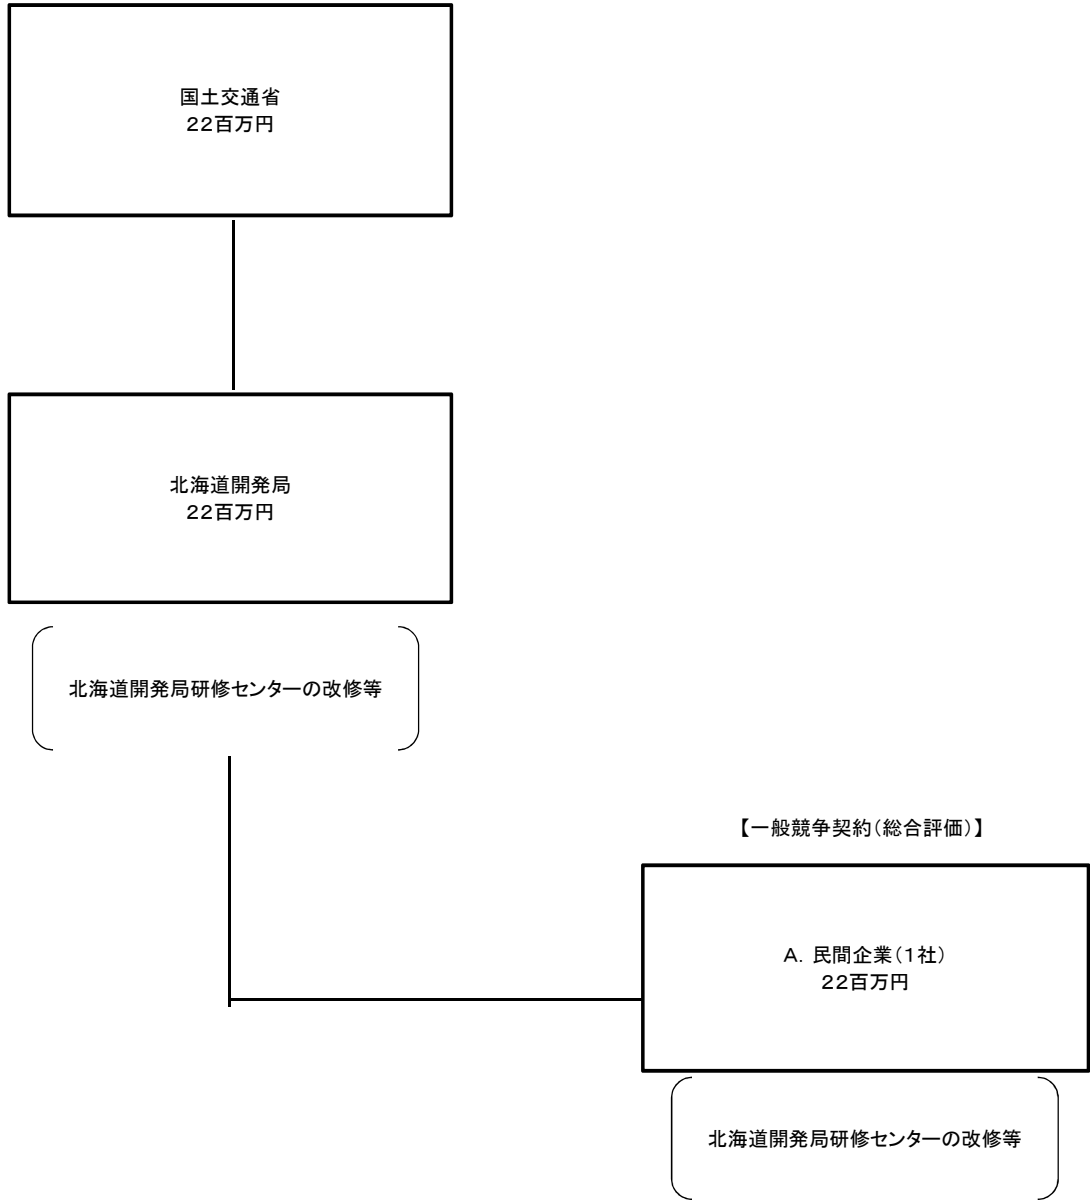 国土交通省
２２百万円
北海道開発局
２２百万円
北海道開発局研修センターの改修等
【一般競争契約（総合評価）】
Ａ．民間企業（１社）
２２百万円
北海道開発局研修センターの改修等